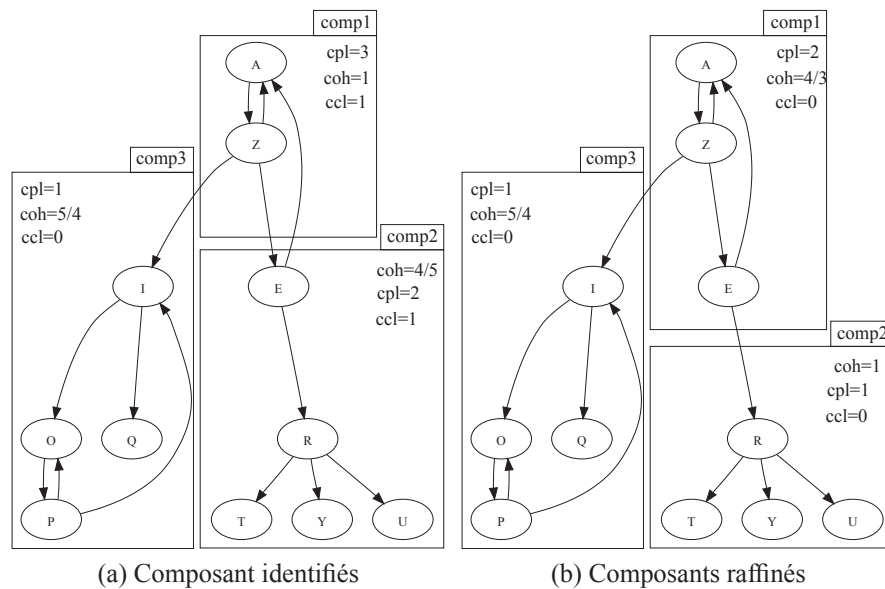 comp1
cpl=3
coh=1
ccl=1
A
Z
comp3
cpl=1
coh=5/4
ccl=0
comp2
coh=4/5
cpl=2
ccl=1
I
E
O
Q
R
P
T
Y
U
(a) Composant identifiés
comp1
cpl=2
coh=4/3
ccl=0
A
Z
comp3
cpl=1
coh=5/4
ccl=0
I
E
comp2
coh=1
cpl=1
ccl=0
O
Q
R
P
T
Y
U
(b) Composants raffinés